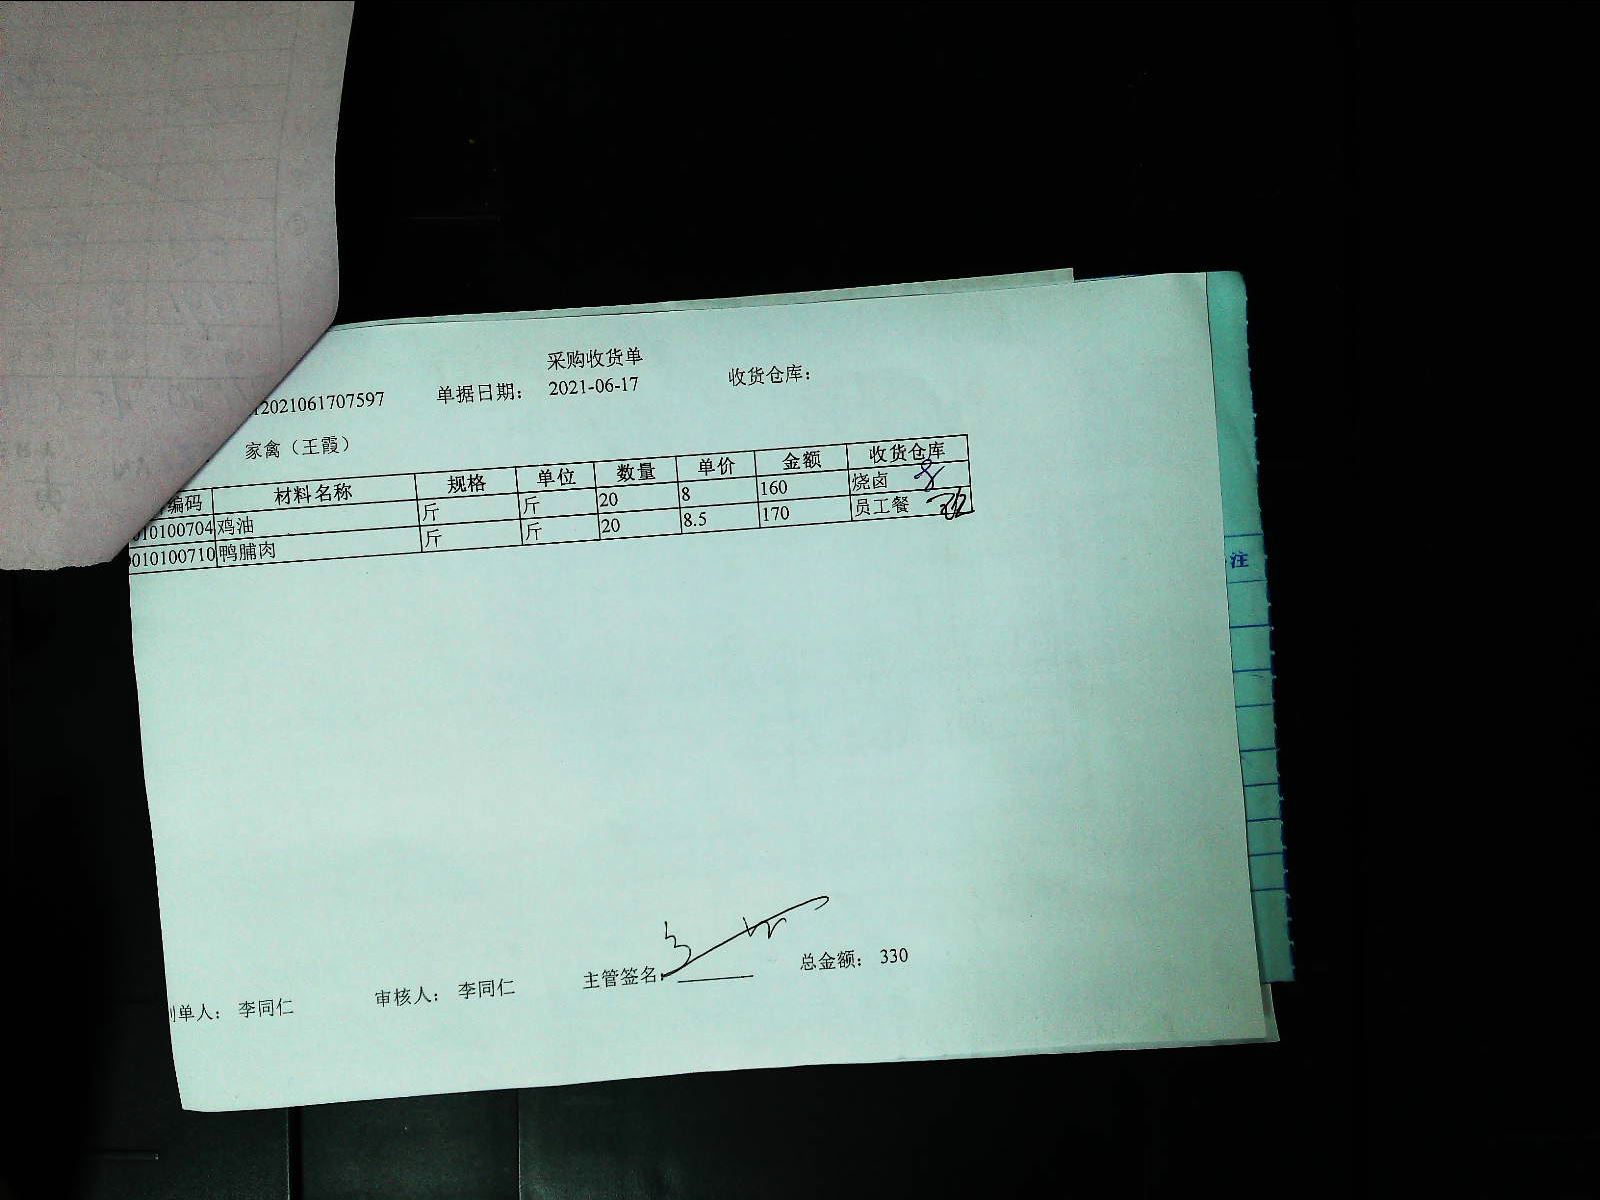 采购收货单
12021061707597 单据日期： 2021-06-17 收货仓库：
家禽（王霞）
编码 材料名称 规格 单位 数量 单价 金额 收货仓库
010100704 鸡油 斤 斤 20 8 160 烧卤
010100710 鸭脯肉 斤 斤 20 8.5 170 员工餐
注
制单人： 李同仁 审核人： 李同仁 主管签名： 总金额： 330